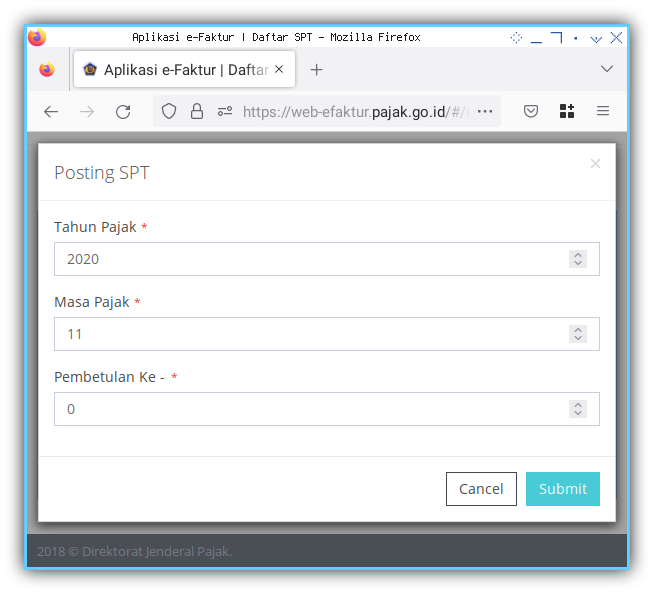 Aplikasi e-Faktur | Daftar SPT - Mozilla Firefox
Aplikasi e-Faktur | Daftar
https://web-efaktur.pajak.go.id/#/
Posting SPT
Tahun Pajak *
2020
Masa Pajak *
11
Pembetulan Ke - *
0
Cancel Submit
2018 © Direktorat Jenderal Pajak.